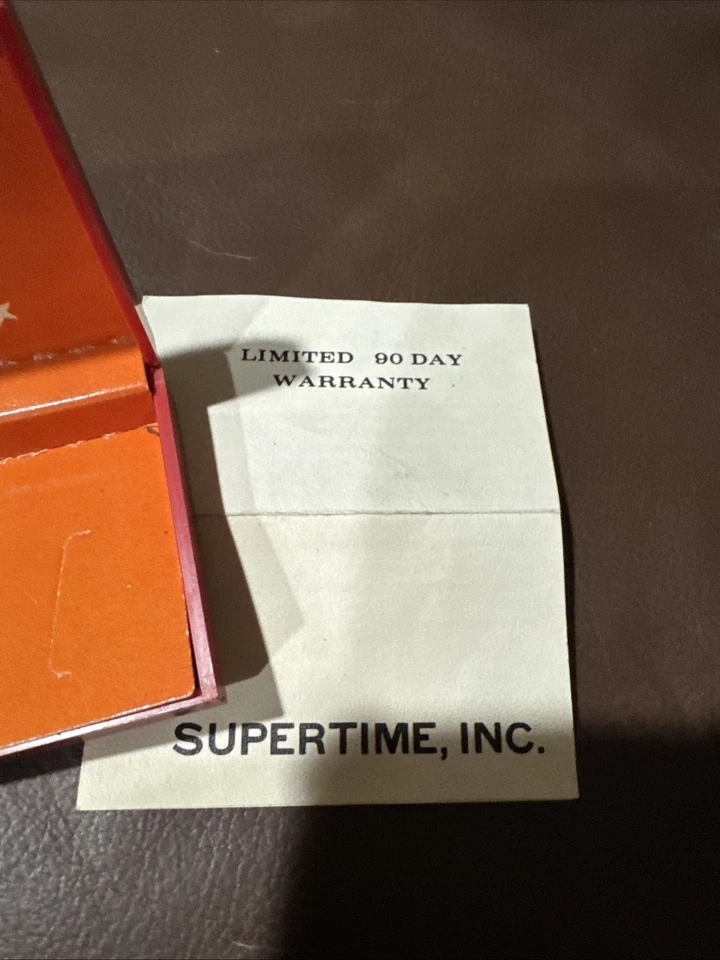 LIMITED 90 DAY
WARRANTY
SUPERTIME, INC.